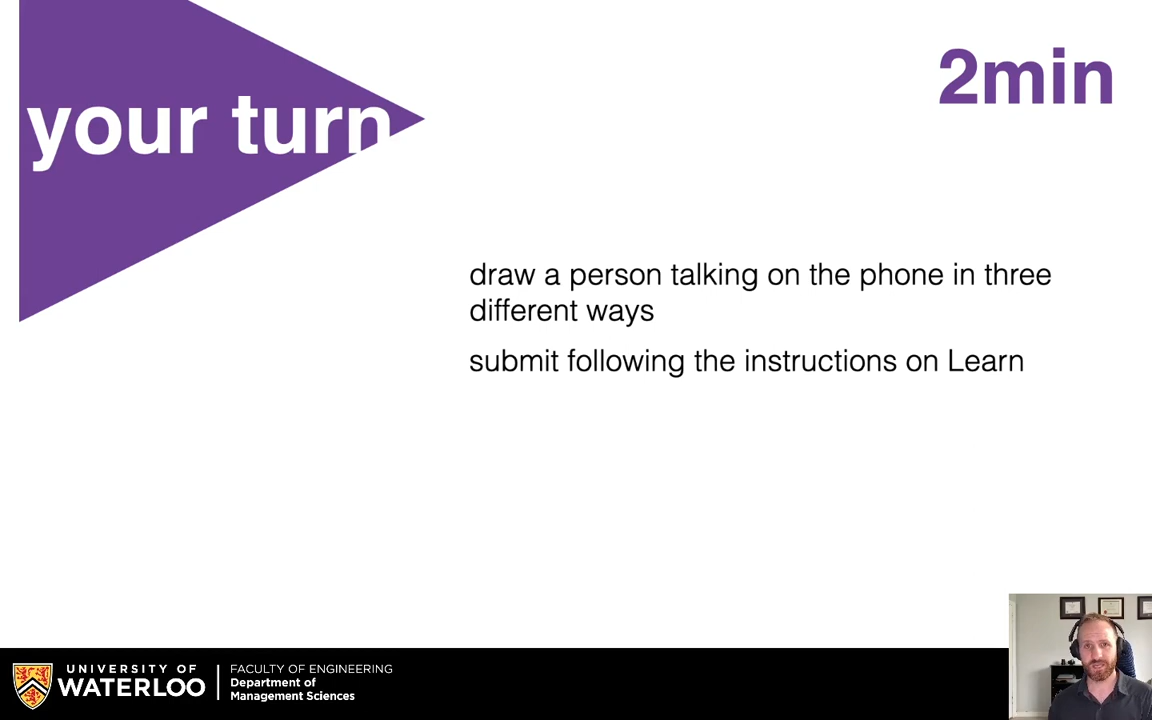 your turn
2min
draw a person talking on the phone in three
different ways
submit following the instructions on Learn
UNIVERSITY OF
WATERLOO
FACULTY OF ENGINEERING
Department of
Management Sciences